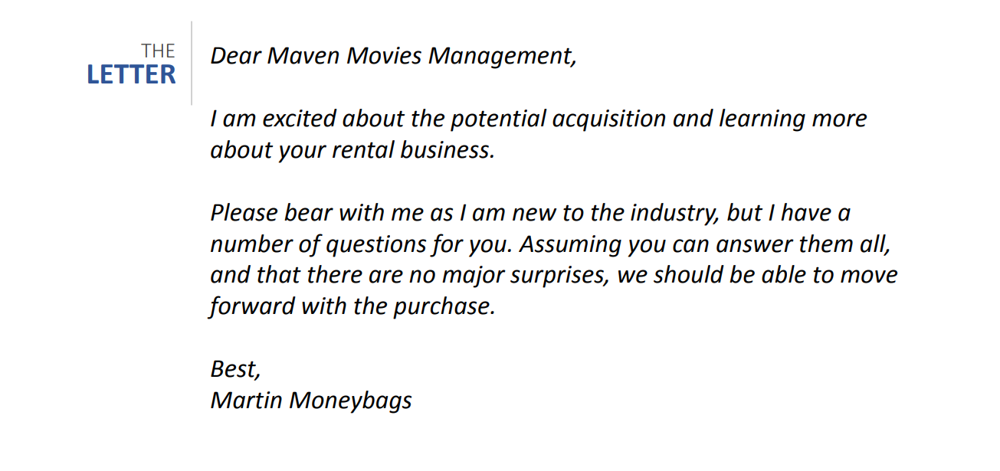 THE
LETTER
Dear Maven Movies Management,
I am excited about the potential acquisition and learning more
about your rental business.
Please bear with me as I am new to the industry, but I have a
number of questions for you. Assuming you can answer them all,
and that there are no major surprises, we should be able to move
forward with the purchase.
Best,
Martin Moneybags